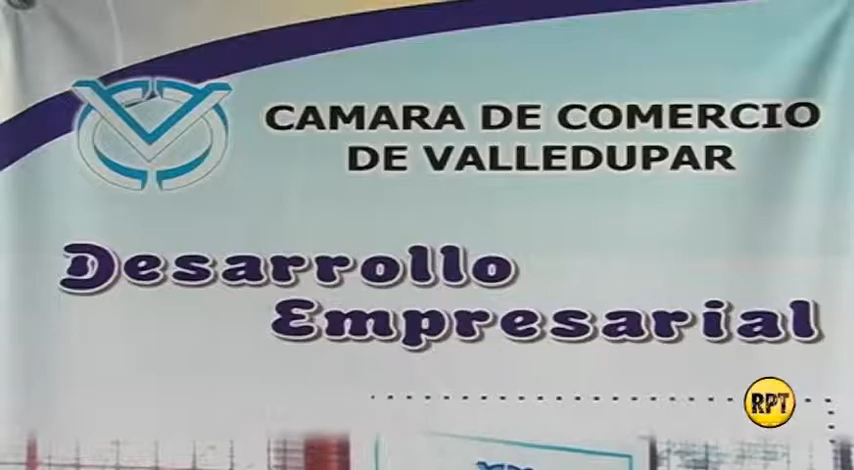 CAMARA DE COMERCIO
DE VALLEDUPAR
Desarrollo
Empresarial
RPT